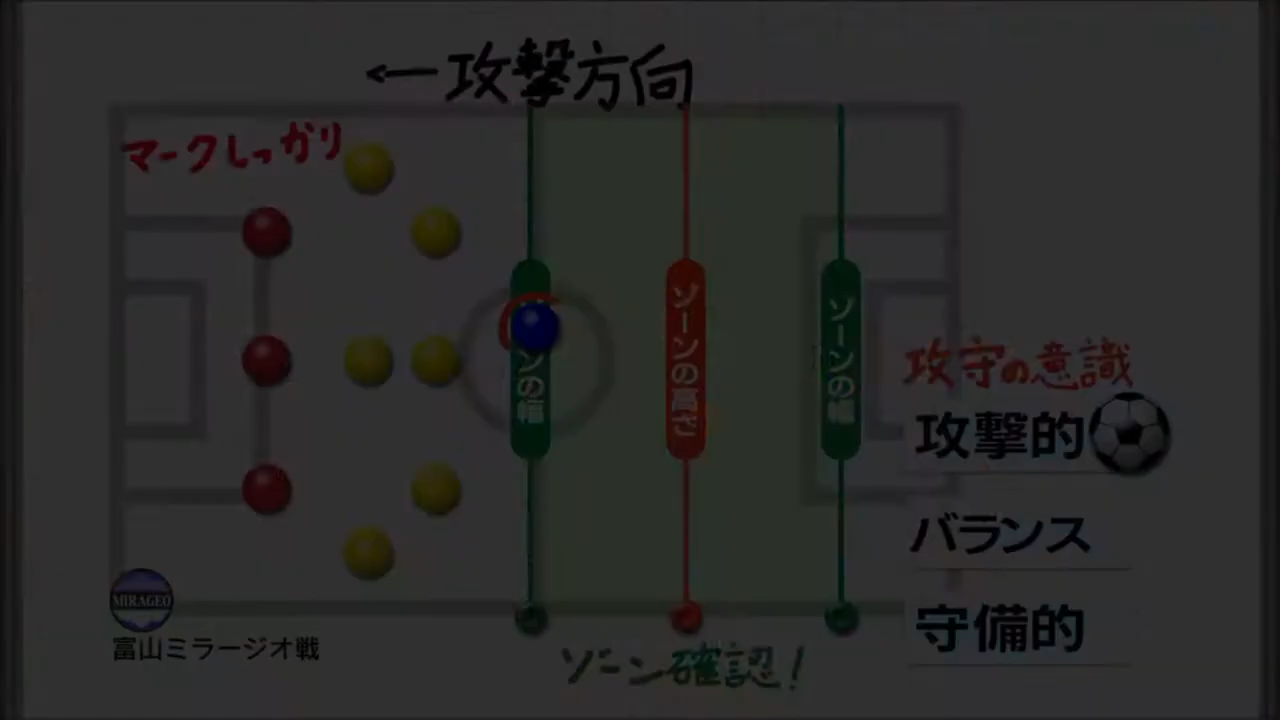 ←攻撃方向
マークしっかり
ンの幅
ゾーンの高さ
ゾーンの幅
攻守の意識
攻撃的
バランス
守備的
MIRAGEO
富山ミラージオ戦
ゾーン確認!